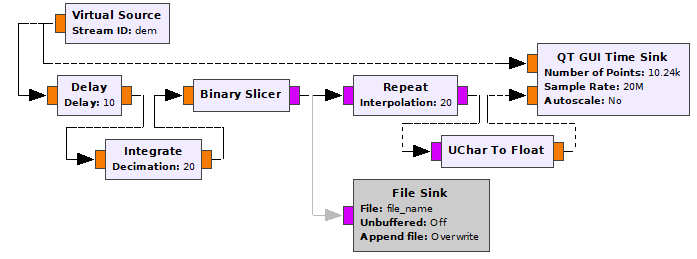 Virtual Source
Stream ID: dem
QT GUI Time Sink
Number of Points: 10.24k
Sample Rate: 20M
Autoscale: No
Delay
Delay: 10
Binary Slicer
Repeat
Interpolation: 20
Integrate
Decimation: 20
UChar To Float
File Sink
File: file_name
Unbuffered: Off
Append file: Overwrite